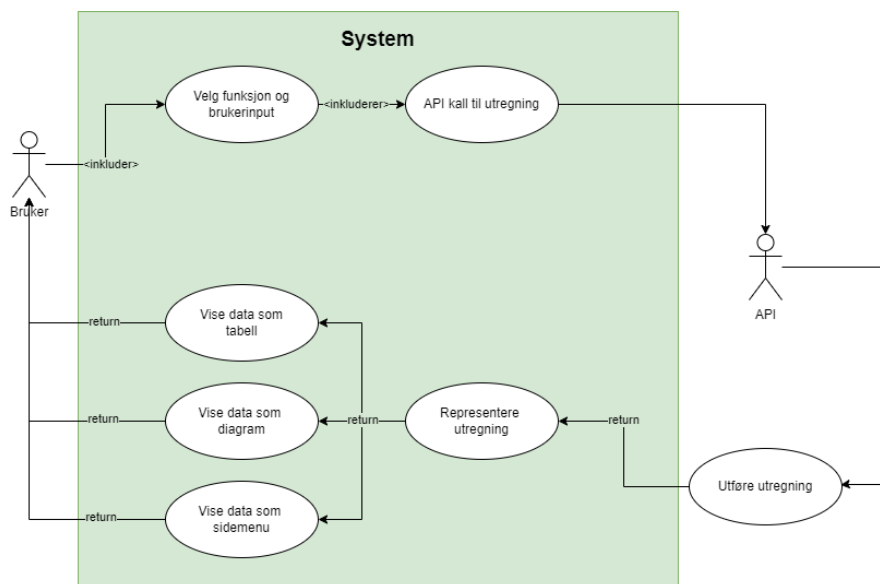 System
Velg funksjon og
brukerinput
<inkluderer>
API kall til utregning
<inkluder>
Bruker
API
Vise data som
tabell
return
Vise data som
diagram
return
return
Representere
utregning
return
Utføre utregning
Vise data som
sidemenu
return